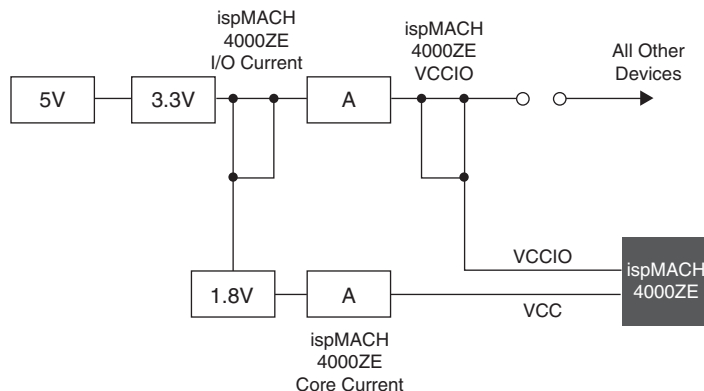 ispMACH
4000ZE
I/O Current
ispMACH
4000ZE
VCCIO
All Other
Devices
5V
3.3V
A
VCCIO
ispMACH
4000ZE
1.8V
A
VCC
ispMACH
4000ZE
Core Current